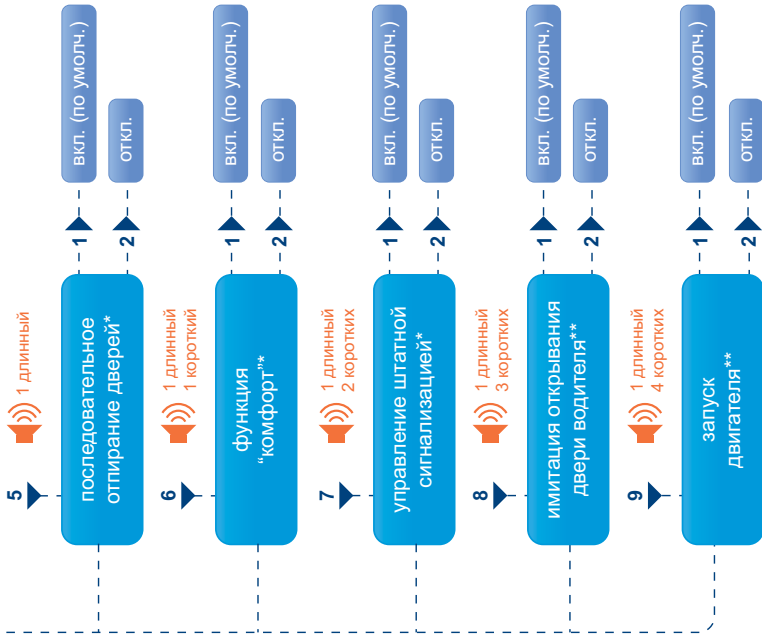 5
1 длинный
последовательное
отпирание дверей*
1
вкл. (по умолч.)
2
откл.
6
1 длинный
1 короткий
функция
“комфорт”*
1
вкл. (по умолч.)
2
откл.
7
1 длинный
2 коротких
управление штатной
сигнализацией*
1
вкл. (по умолч.)
2
откл.
8
1 длинный
3 коротких
имитация открывания
двери водителя**
1
вкл. (по умолч.)
2
откл.
9
1 длинный
4 коротких
запуск
двигателя**
1
вкл. (по умолч.)
2
откл.